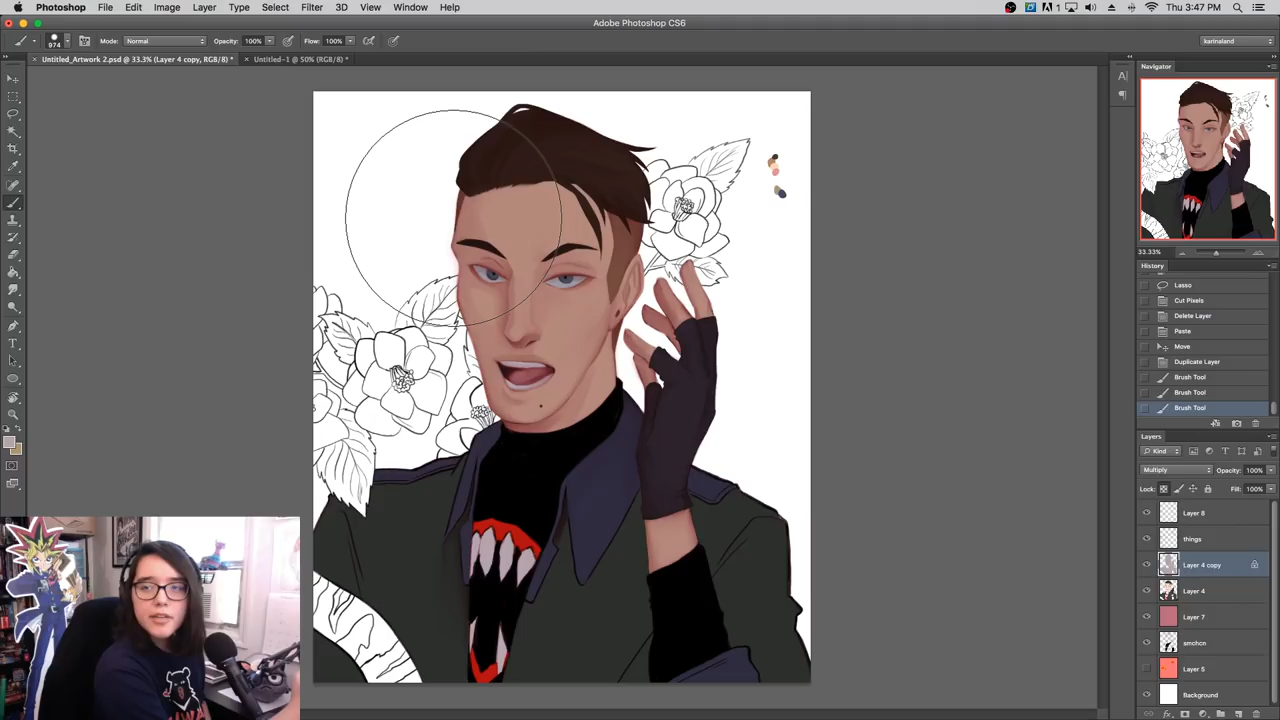 Photoshop File Edit Image Layer Type Select Filter 3D View Window Help 1 Thu 3:47 PM
Adobe Photoshop CS6
974 Mode: Normal Opacity: 100% Flow: 100% karinaland
× Untitled_Artwork 2.psd @ 33.3% (Layer 4 copy, RGB/8) * × Untitled-1 @ 50% (RGB/8) *
Navigator
33.33%
History
Lasso
Cut Pixels
Delete Layer
Paste
Move
Duplicate Layer
Brush Tool
Brush Tool
Brush Tool
Layers
Kind
Multiply Opacity: 100%
Lock: Fill: 100%
Layer 8
things
Layer 4 copy
Layer 4
Layer 7
smchcn
Layer 5
Background